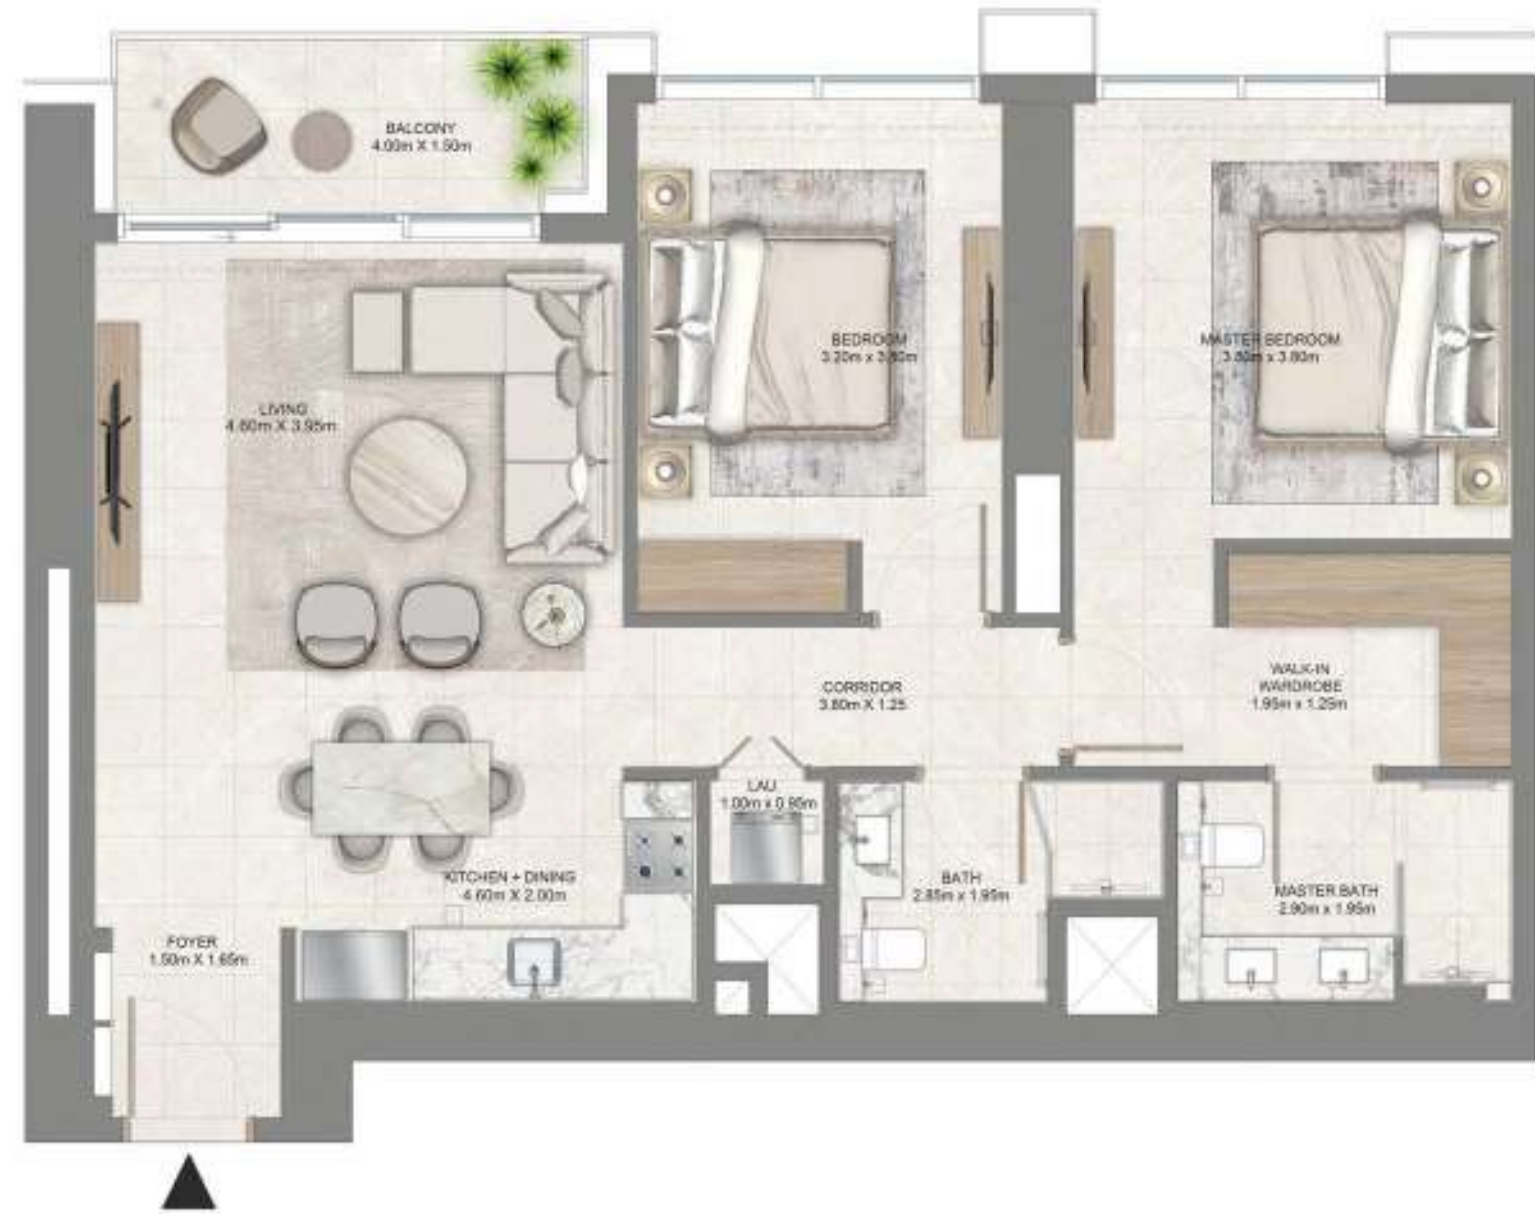 BALCONY
4.00m X 1.50m
BEDROOM
3.20m x 3.80m
MASTER BEDROOM
3.80m x 3.80m
LIVING
4.60m X 3.95m
CORRIDOR
3.60m X 1.25
WALK-IN
WARDROBE
1.95m x 1.25m
LAU
1.00m x 0.95m
KITCHEN + DINING
4.60m X 2.00m
BATH
2.85m x 1.95m
MASTER BATH
2.90m x 1.95m
FOYER
1.50m X 1.65m